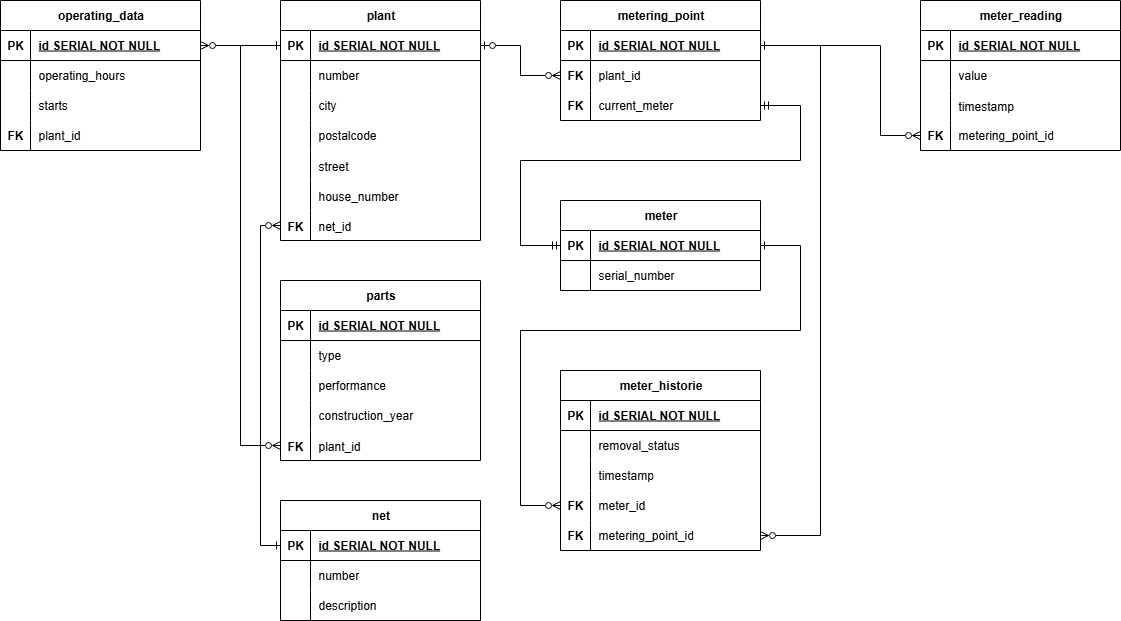 operating_data
PK id SERIAL NOT NULL
operating_hours
starts
FK plant_id
plant
PK id SERIAL NOT NULL
number
city
postalcode
street
house_number
FK net_id
parts
PK id SERIAL NOT NULL
type
performance
construction_year
FK plant_id
net
PK id SERIAL NOT NULL
number
description
metering_point
PK id SERIAL NOT NULL
FK plant_id
FK current_meter
meter
PK id SERIAL NOT NULL
serial_number
meter_historie
PK id SERIAL NOT NULL
removal_status
timestamp
FK meter_id
FK metering_point_id
meter_reading
PK id SERIAL NOT NULL
value
timestamp
FK metering_point_id